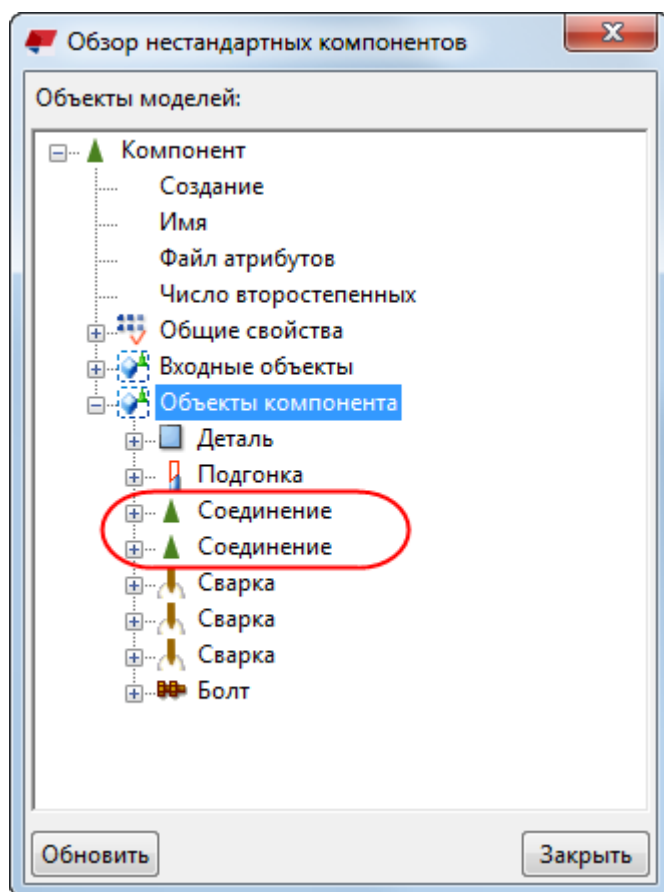 Обзор нестандартных компонентов
Объекты моделей:
Компонент
Создание
Имя
Файл атрибутов
Число второстепенных
Общие свойства
Входные объекты
Объекты компонента
Деталь
Подгонка
Соединение
Соединение
Сварка
Сварка
Сварка
Болт
Обновить Закрыть